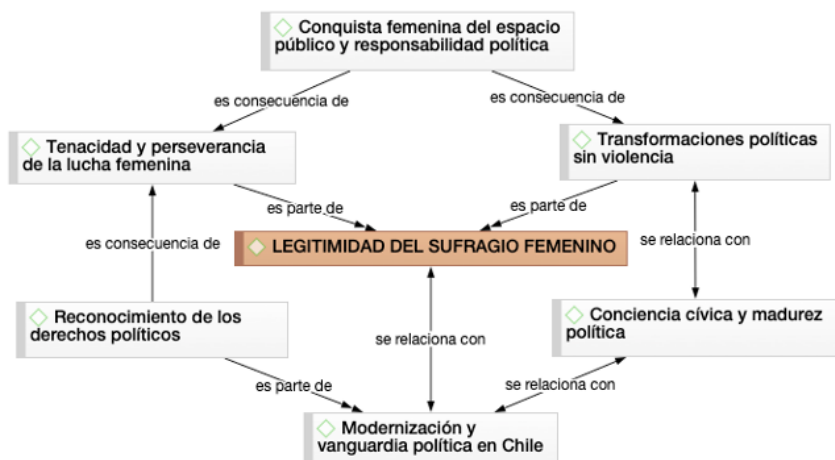 Conquista femenina del espacio
público y responsabilidad política
es consecuencia de
es consecuencia de
Tenacidad y perseverancia
de la lucha femenina
Transformaciones políticas
sin violencia
es parte de
es parte de
es consecuencia de
LEGITIMIDAD DEL SUFRAGIO FEMENINO
se relaciona con
Reconocimiento de los
derechos políticos
Conciencia cívica y madurez
política
se relaciona con
es parte de
se relaciona con
Modernización y
vanguardia política en Chile